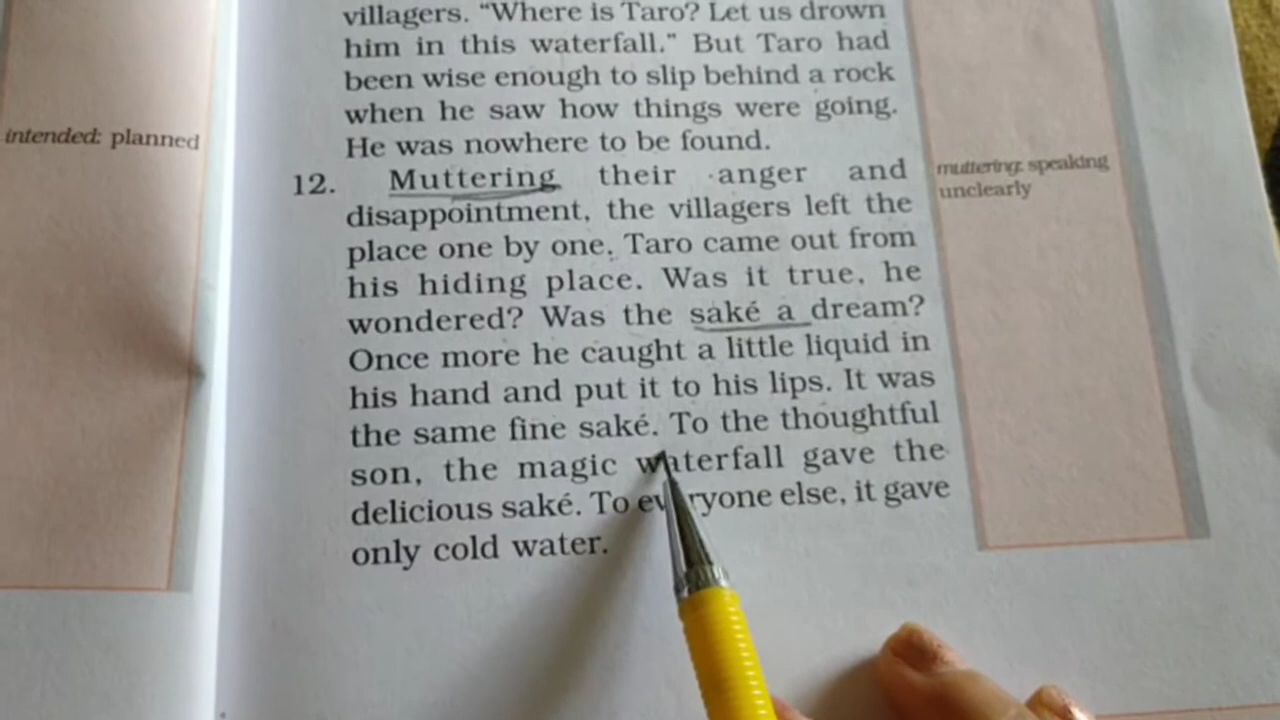 villagers. “Where is Taro? Let us drown
him in this waterfall.” But Taro had
been wise enough to slip behind a rock
when he saw how things were going.
He was nowhere to be found.
12. Muttering their anger and
disappointment, the villagers left the
place one by one. Taro came out from
his hiding place. Was it true, he
wondered? Was the saké a dream?
Once more he caught a little liquid in
his hand and put it to his lips. It was
the same fine saké. To the thoughtful
son, the magic waterfall gave the
delicious saké. To everyone else, it gave
only cold water.
intended: planned
muttering: speaking
unclearly